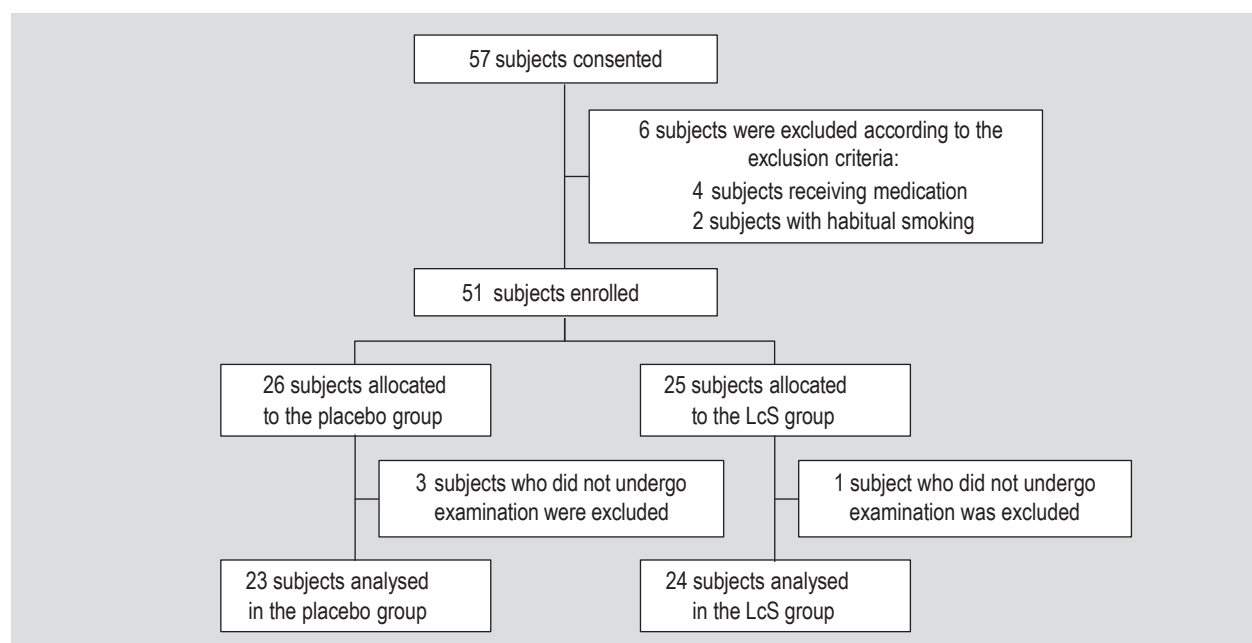 57 subjects consented
6 subjects were excluded according to the
exclusion criteria:
4 subjects receiving medication
2 subjects with habitual smoking
51 subjects enrolled
26 subjects allocated
to the placebo group
25 subjects allocated
to the LcS group
3 subjects who did not undergo
examination were excluded
1 subject who did not undergo
examination was excluded
23 subjects analysed
in the placebo group
24 subjects analysed
in the LcS group